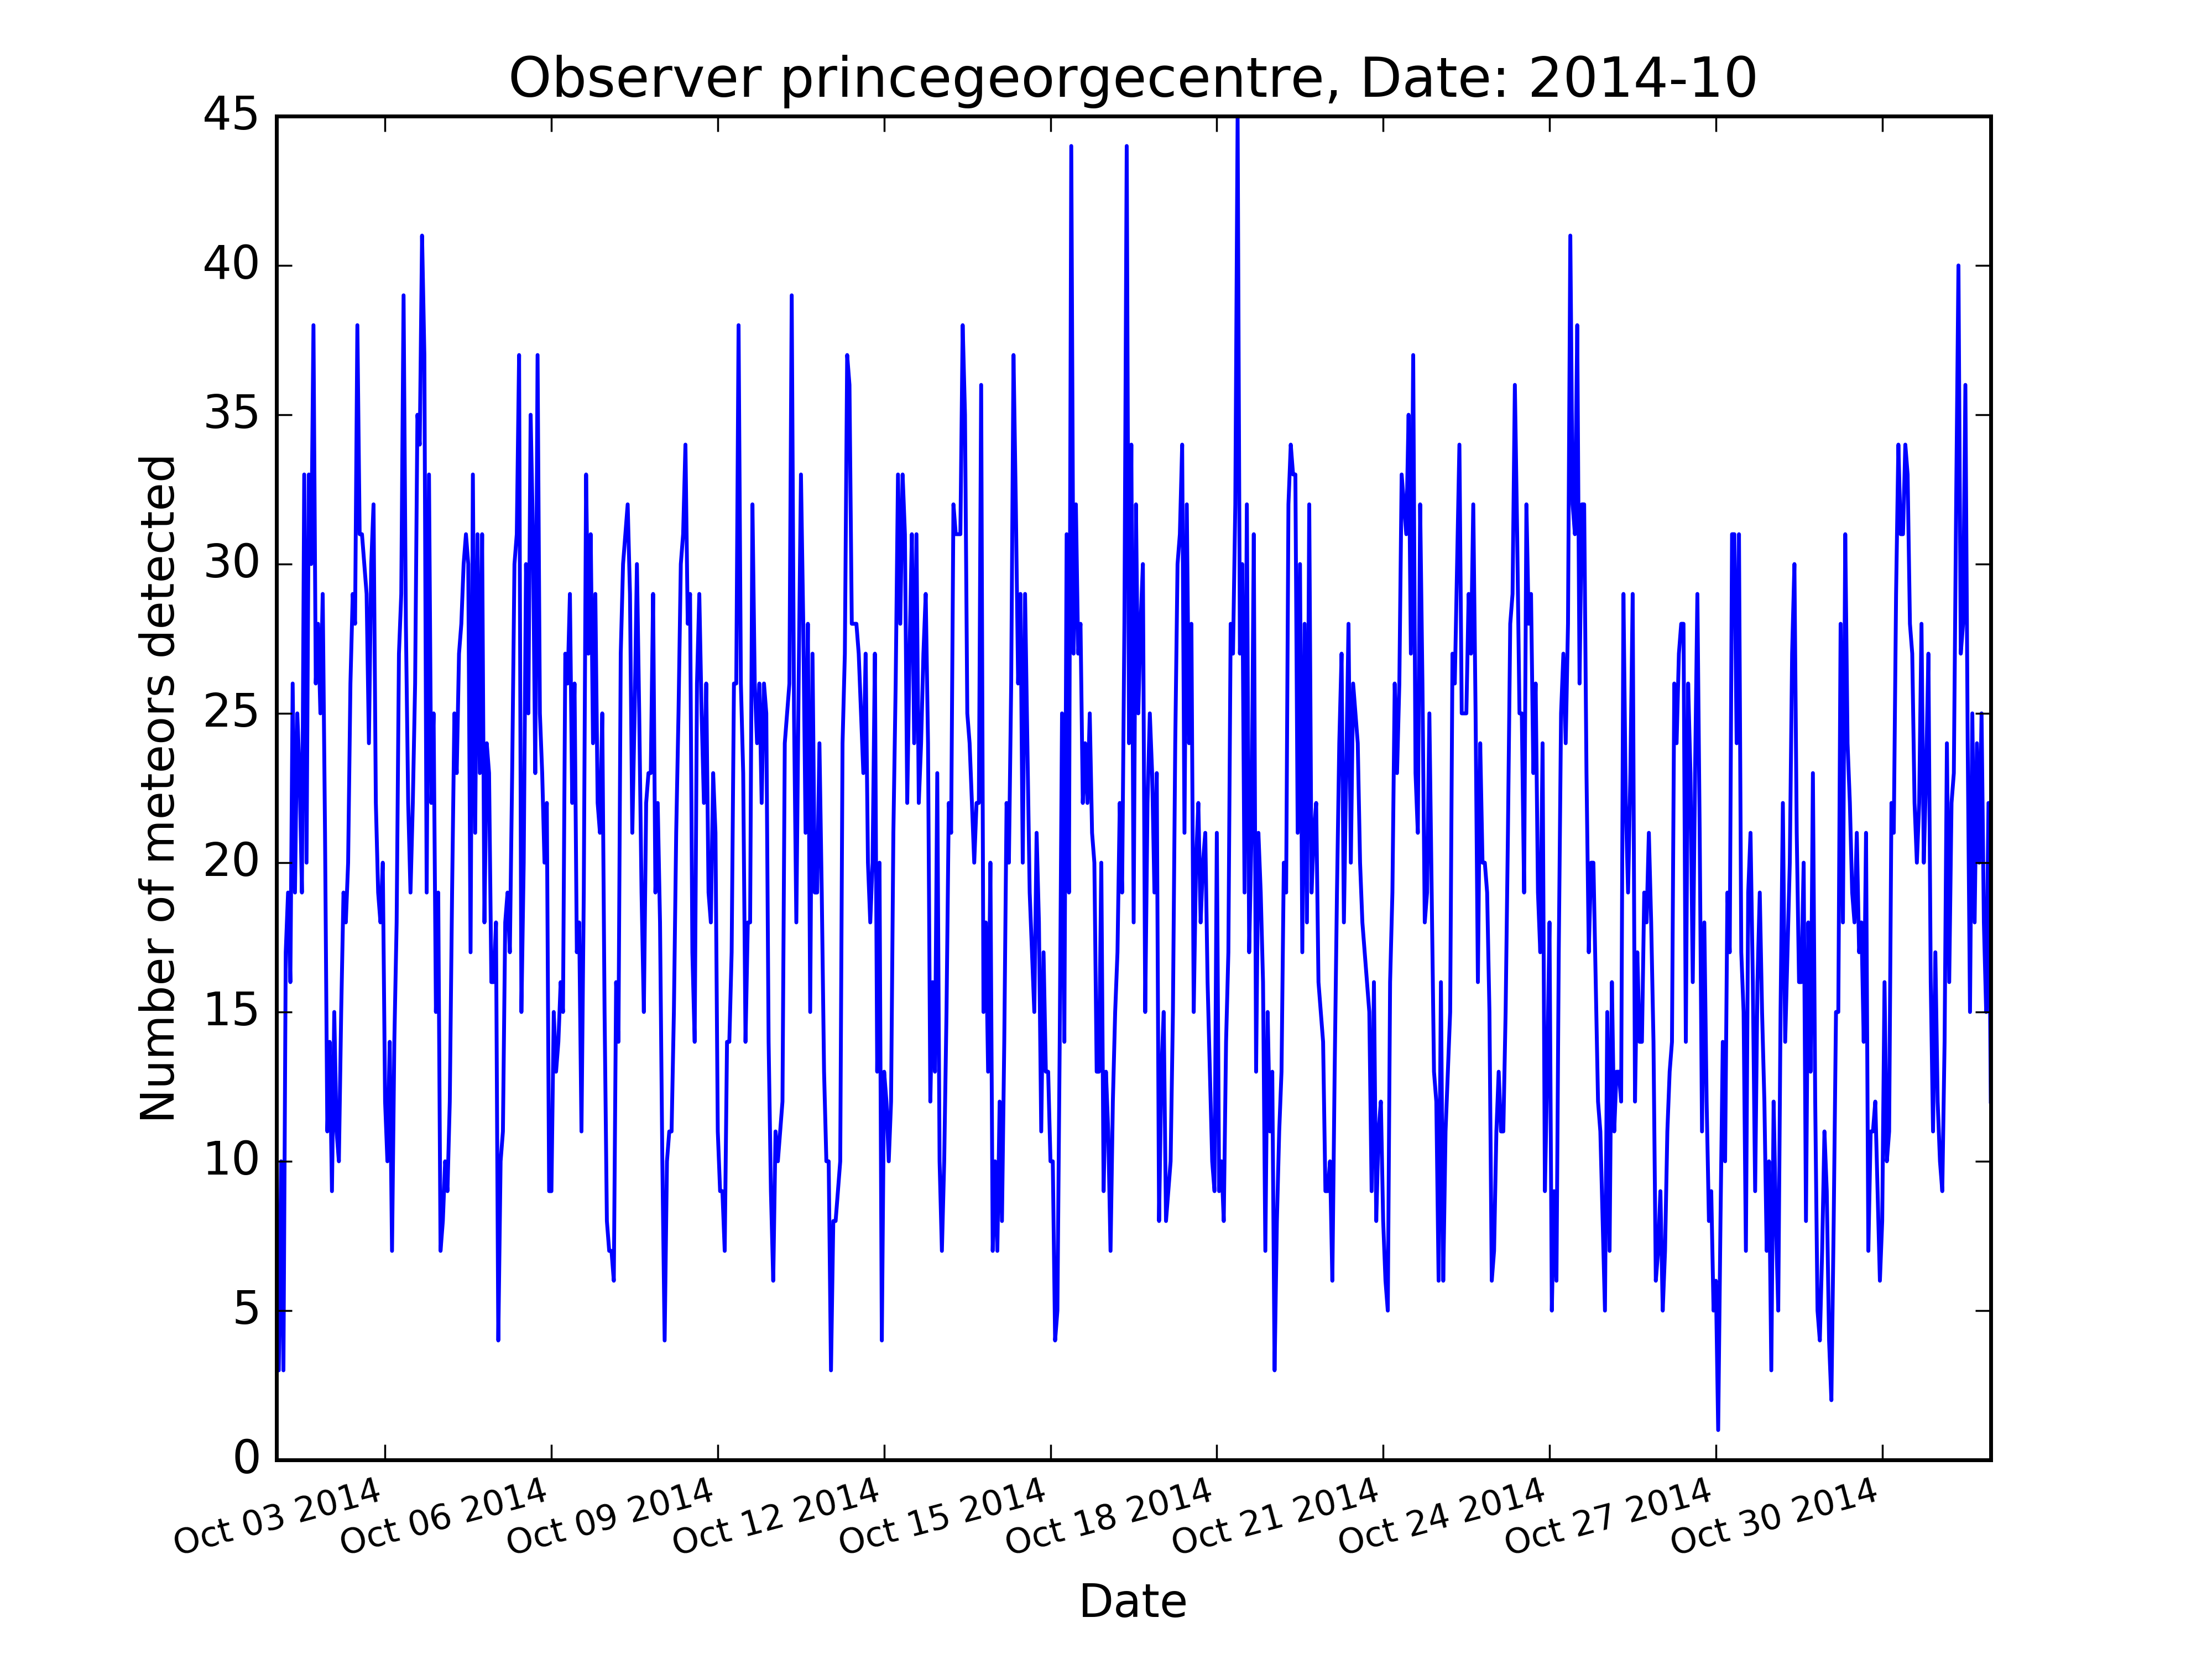 Observer princegeorgecentre, Date: 2014-10
45
40
35
30
25
20
15
10
5
0
Number of meteors detected
Oct 03 2014
Oct 06 2014
Oct 09 2014
Oct 12 2014
Oct 15 2014
Oct 18 2014
Oct 21 2014
Oct 24 2014
Oct 27 2014
Oct 30 2014
Date